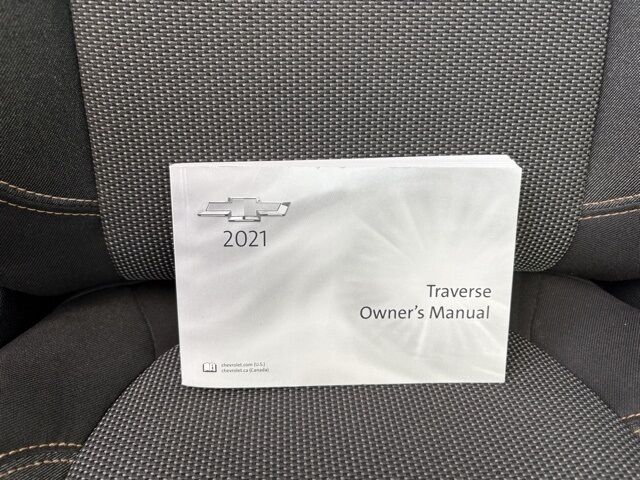 2021
Traverse
Owner's Manual
chevrolet.com (U.S.)
chevrolet.ca (Canada)